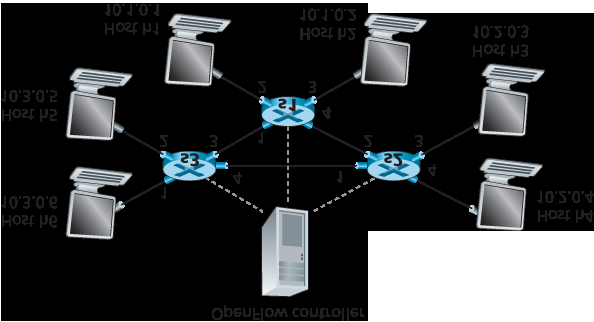 Host h1
10.1.0.1
Host h2
10.1.0.2
Host h3
10.2.0.3
Host h5
10.3.0.5
2
3
s1
1
4
2
3
s3
1
4
2
3
s2
1
4
Host h6
10.3.0.6
Host h4
10.2.0.4
OpenFlow controller